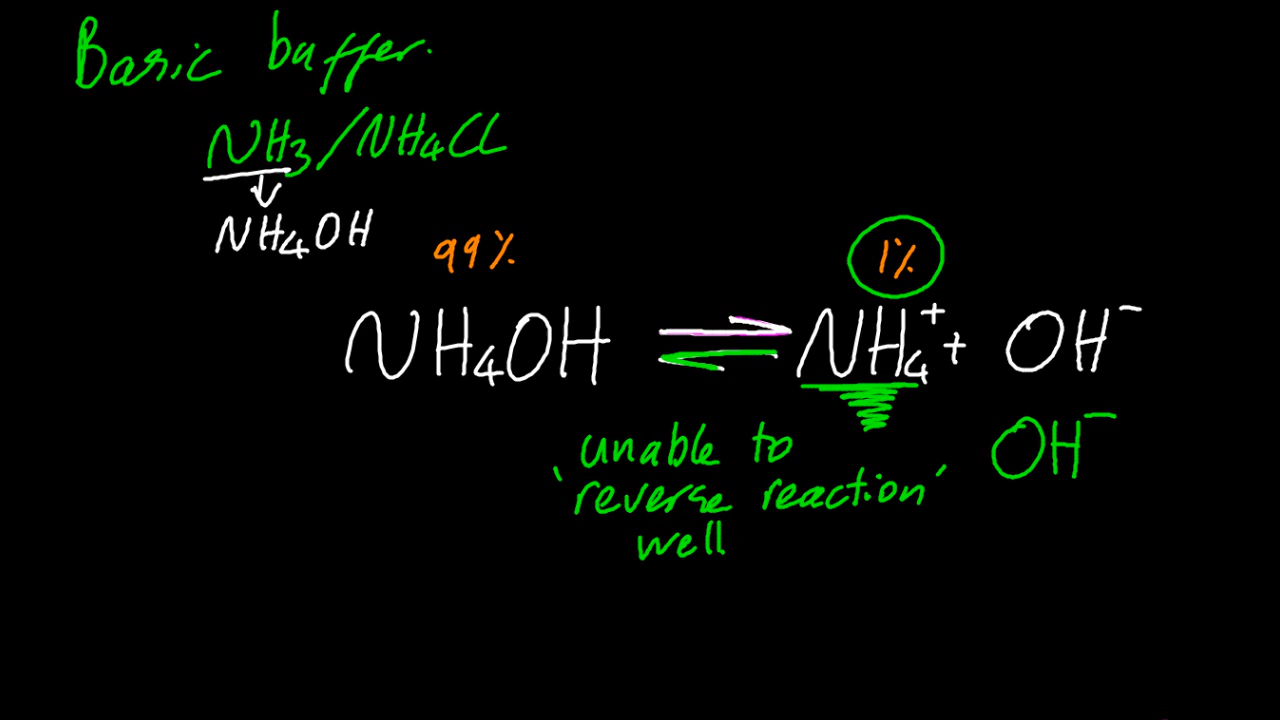 Basic buffer.
NH₃/NH₄Cl
↓
NH₄OH
99% 1%
NH₄OH ⇌ NH₄⁺ + OH⁻
OH⁻
unable to
'reverse reaction'
well